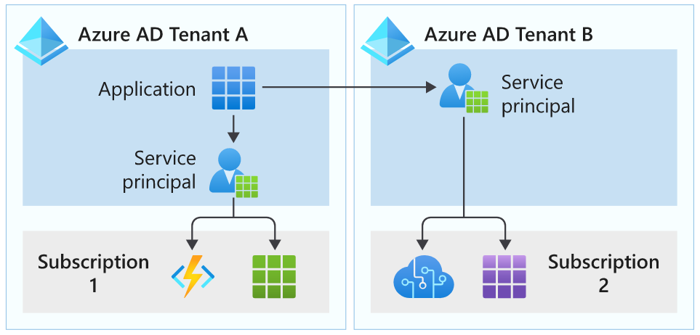 Azure AD Tenant A
Application
Service
principal
Subscription
1
Azure AD Tenant B
Service
principal
Subscription
2